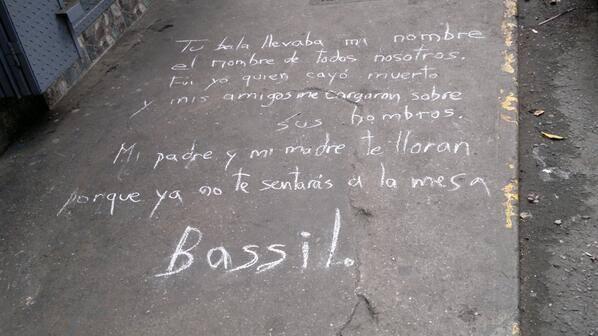 Tu bala llevaba mi nombre
el nombre de todos nosotros.
Fui yo quien cayó muerto
y mis amigos me cargaron sobre
sus hombros.
Mi padre y mi madre te lloran
porque ya no te sentarás a la mesa
Bassil.